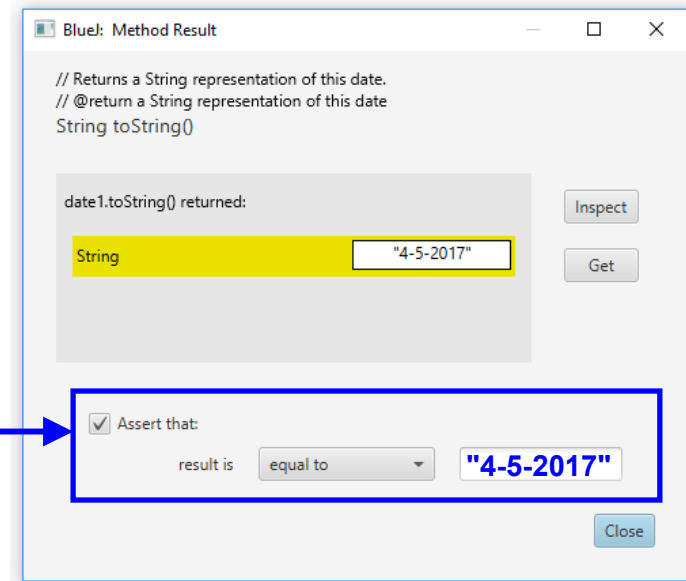 BlueJ: Method Result
// Returns a String representation of this date.
// @return a String representation of this date
String toString()
date1.toString() returned:
Inspect
String "4-5-2017"
Get
Assert that:
result is equal to "4-5-2017"
Close